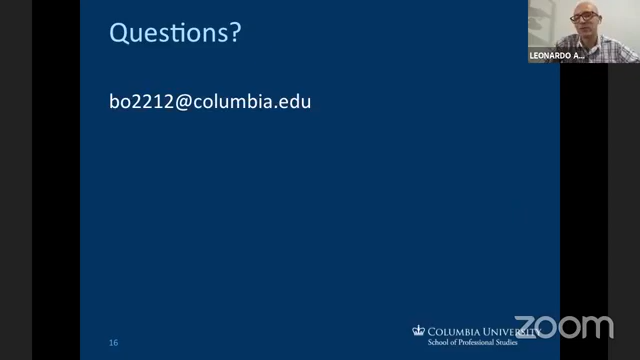 Questions?
LEONARDO A...
bo2212@columbia.edu
COLUMBIA UNIVERSITY
School of Professional Studies
zoom
16